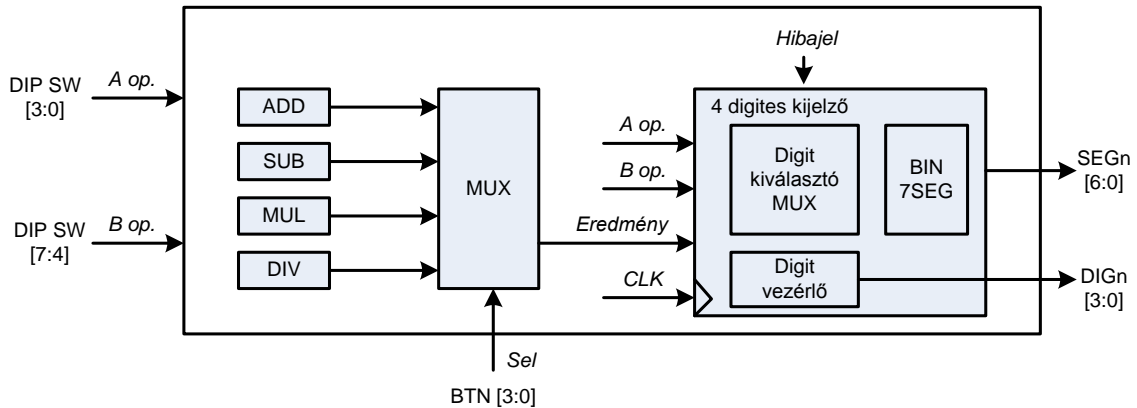 DIP SW
[3:0]
A op.
DIP SW
[7:4]
B op.
ADD
SUB
MUL
DIV
MUX
Sel
BTN [3:0]
Hibajel
4 digites kijelző
A op.
B op.
Eredmény
CLK
Digit
kiválasztó
MUX
BIN
7SEG
Digit
vezérlő
SEGn
[6:0]
DIGn
[3:0]